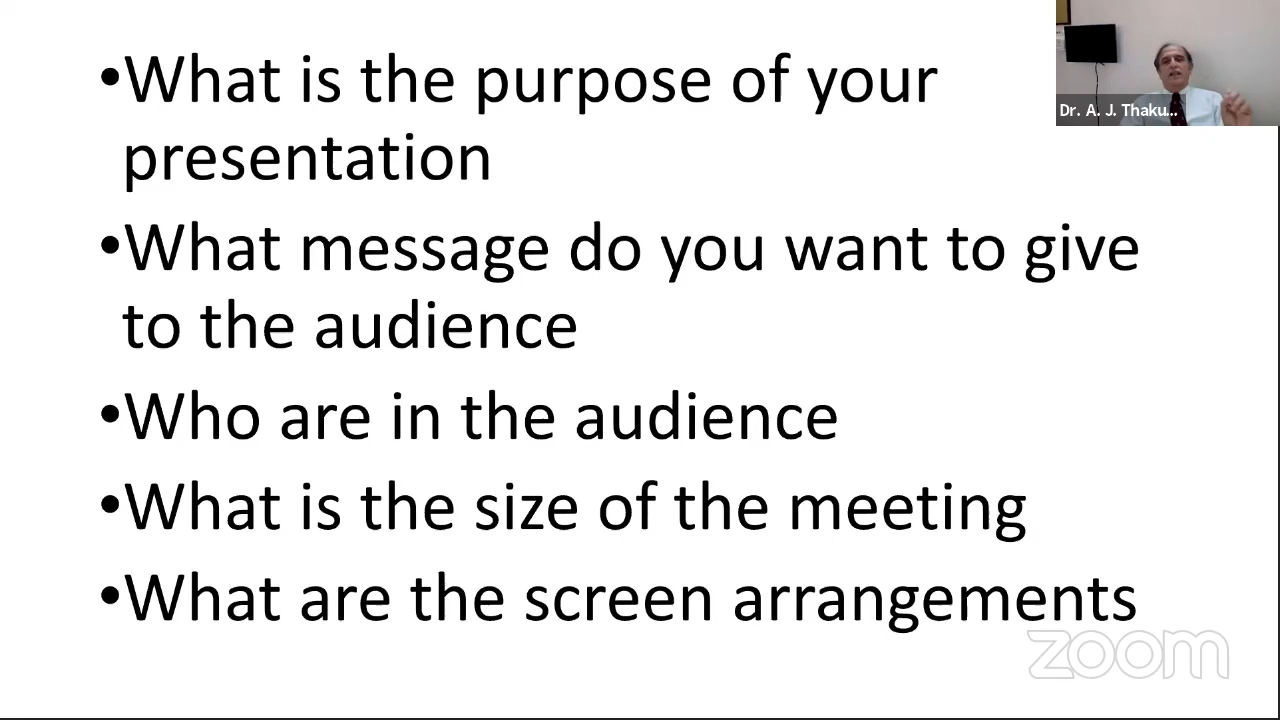 •What is the purpose of your
presentation
•What message do you want to give
to the audience
•Who are in the audience
•What is the size of the meeting
•What are the screen arrangements
Dr. A. J. Thaku...
zoom